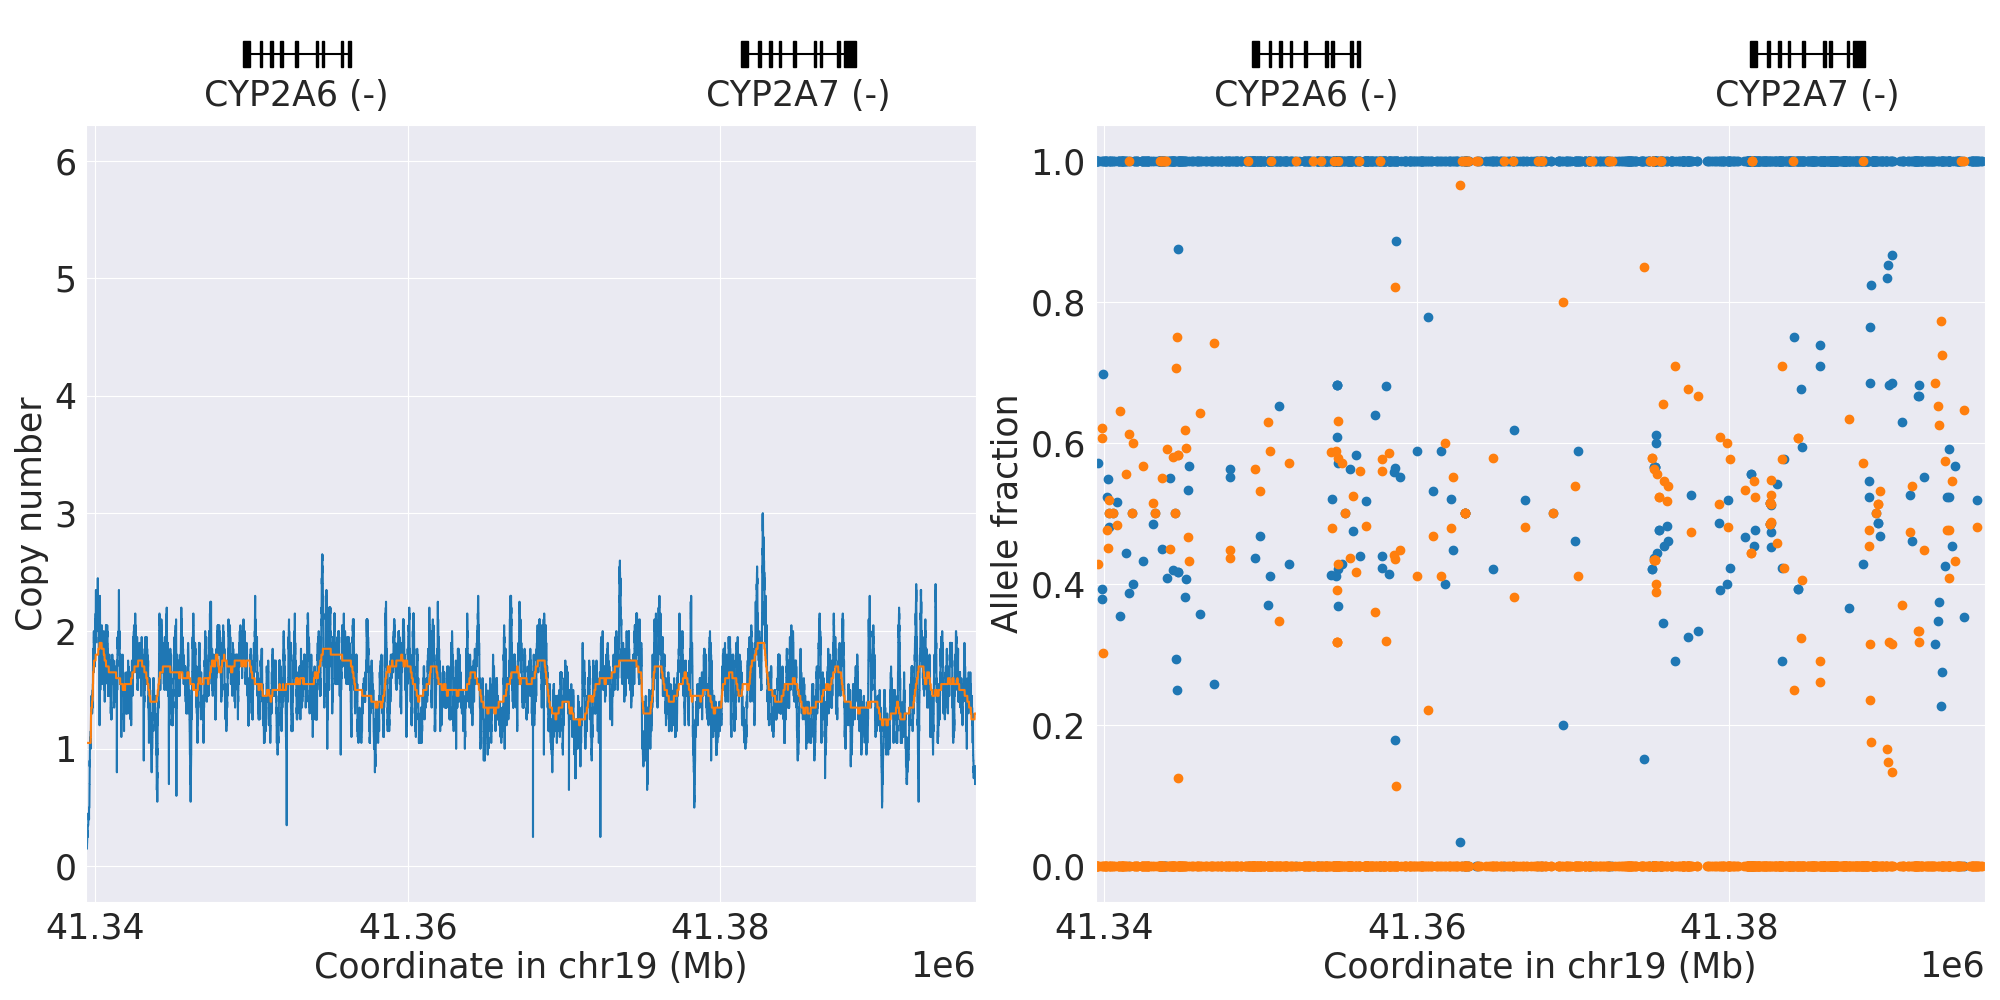 CYP2A6 (-)
CYP2A7 (-)
6
5
4
3
2
1
0
Copy number
41.34
41.36
41.38
Coordinate in chr19 (Mb)
1e6
CYP2A6 (-)
CYP2A7 (-)
1.0
0.8
0.6
0.4
0.2
0.0
Allele fraction
41.34
41.36
41.38
Coordinate in chr19 (Mb)
1e6